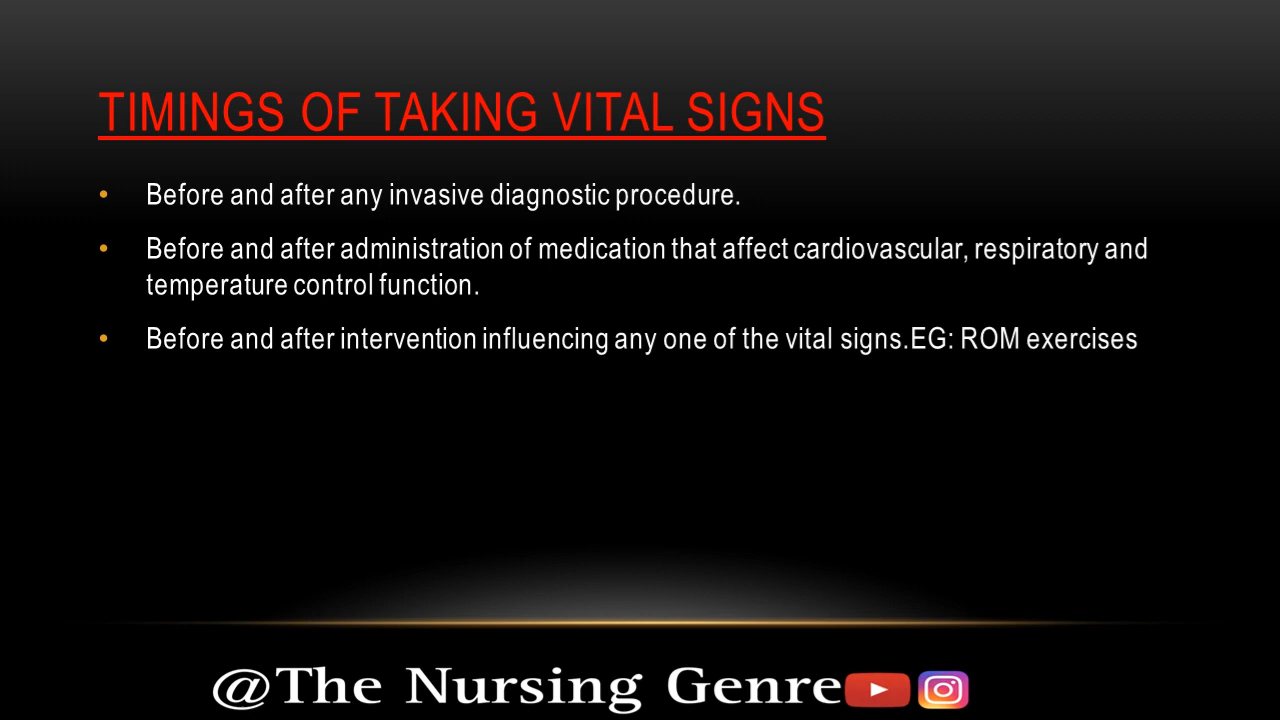 TIMINGS OF TAKING VITAL SIGNS
• Before and after any invasive diagnostic procedure.
• Before and after administration of medication that affect cardiovascular, respiratory and
temperature control function.
• Before and after intervention influencing any one of the vital signs.EG: ROM exercises
@The Nursing Genre